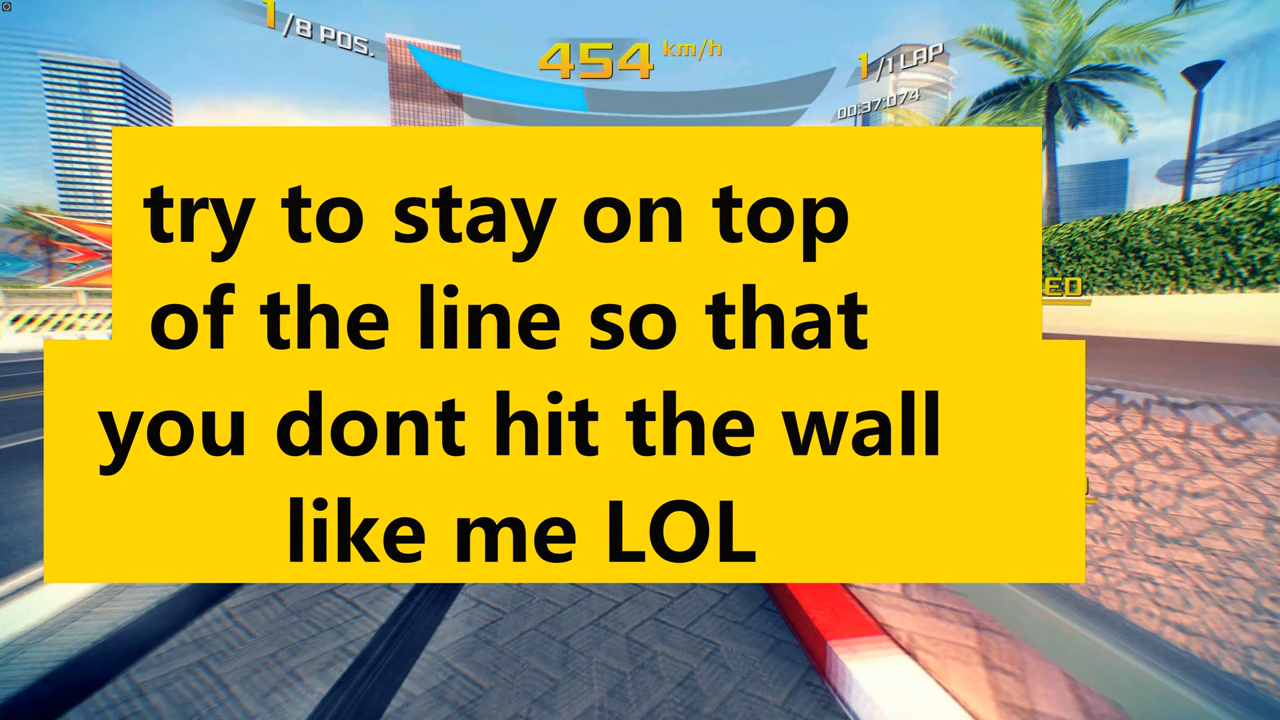 1/8 POS.
454 km/h
1/1 LAP
00:37:074
try to stay on top
of the line so that
you dont hit the wall
like me LOL